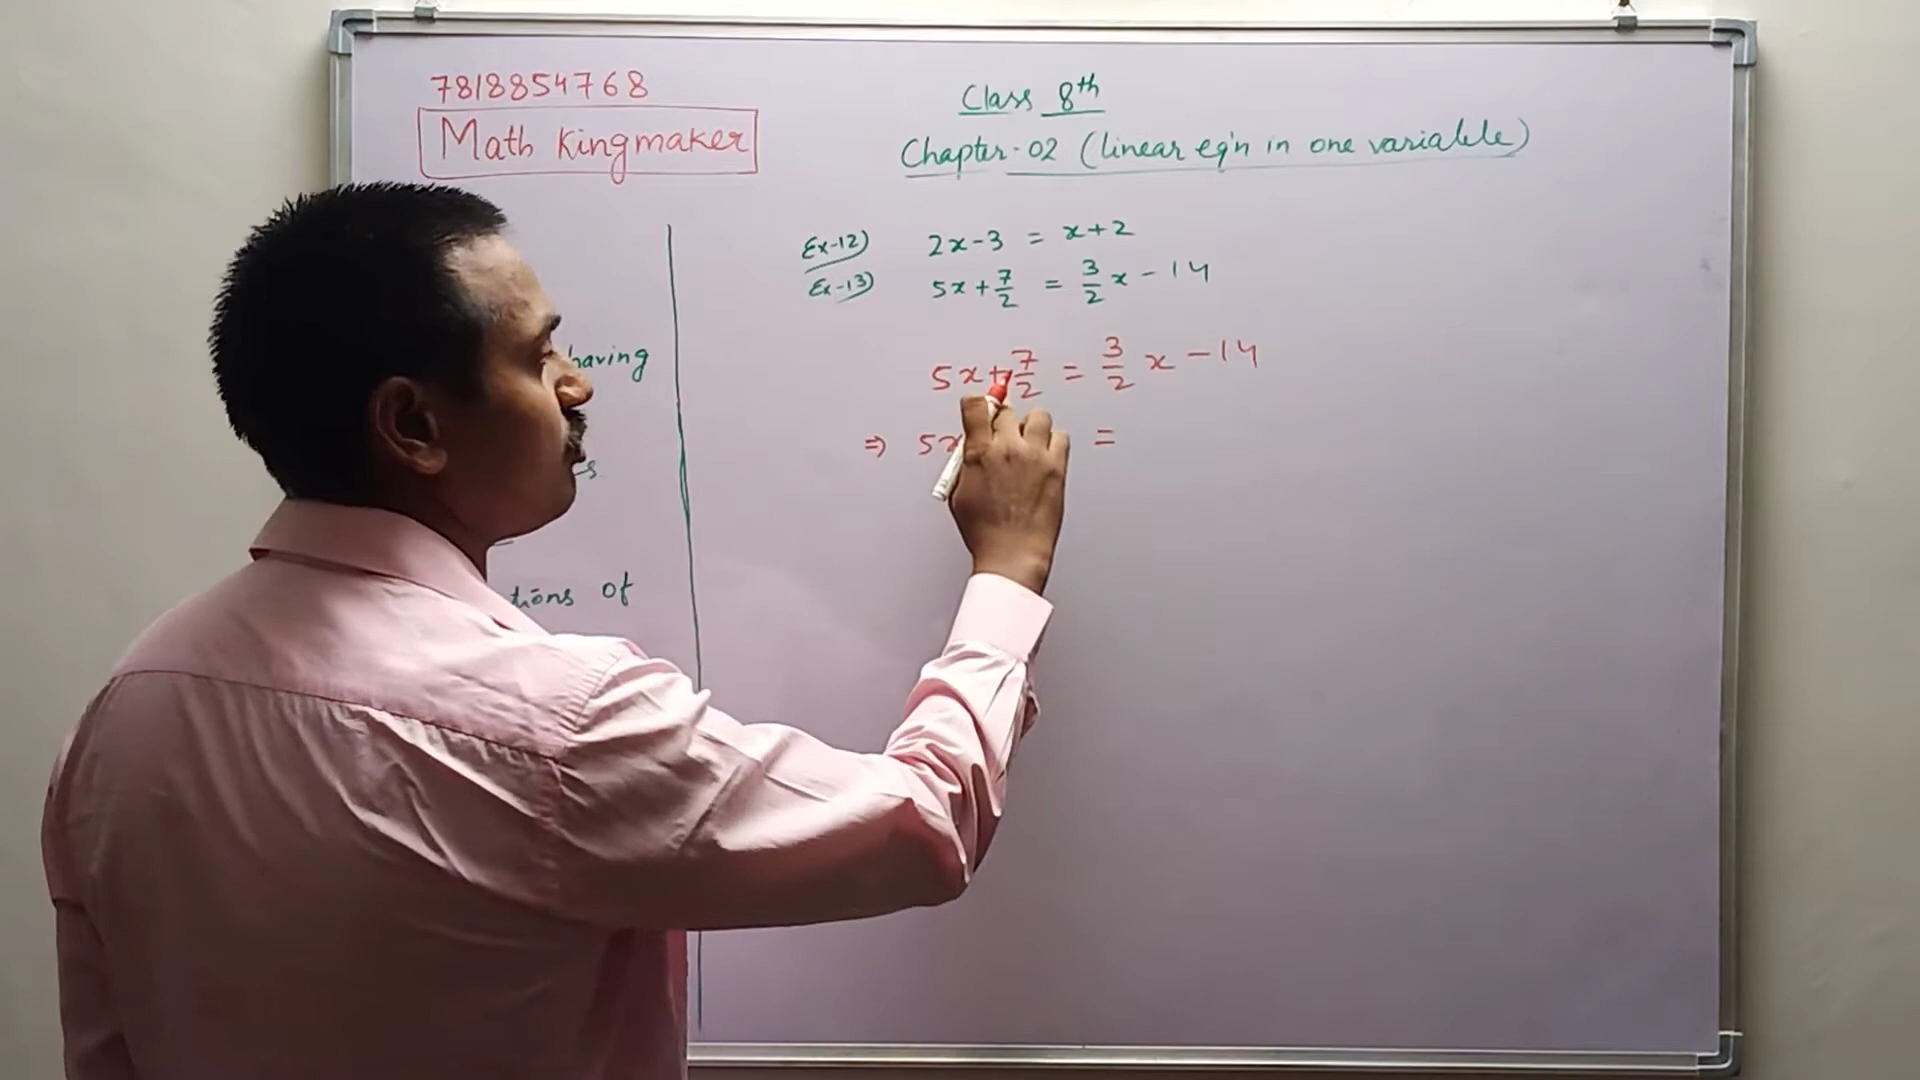 7818854768
Math Kingmaker
Class 8th
Chapter-02 (linear eq'n in one variable)
having
tions of
Ex-12) 2x-3 = x+2
Ex-13) 5x+7/2 = 3/2 x - 14
5x+7/2 = 3/2 x - 14
⇒ 5x =